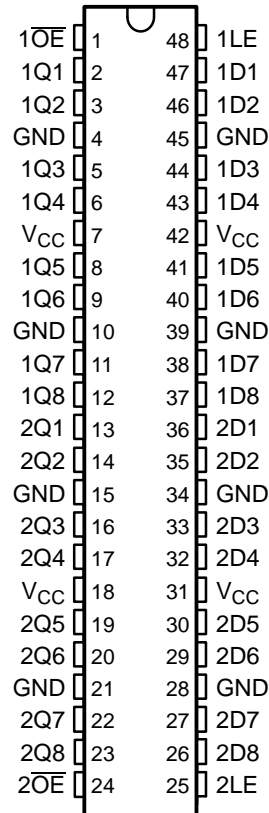 1O̅E̅ 1 48 1LE
1Q1 2 47 1D1
1Q2 3 46 1D2
GND 4 45 GND
1Q3 5 44 1D3
1Q4 6 43 1D4
VCC 7 42 VCC
1Q5 8 41 1D5
1Q6 9 40 1D6
GND 10 39 GND
1Q7 11 38 1D7
1Q8 12 37 1D8
2Q1 13 36 2D1
2Q2 14 35 2D2
GND 15 34 GND
2Q3 16 33 2D3
2Q4 17 32 2D4
VCC 18 31 VCC
2Q5 19 30 2D5
2Q6 20 29 2D6
GND 21 28 GND
2Q7 22 27 2D7
2Q8 23 26 2D8
2O̅E̅ 24 25 2LE